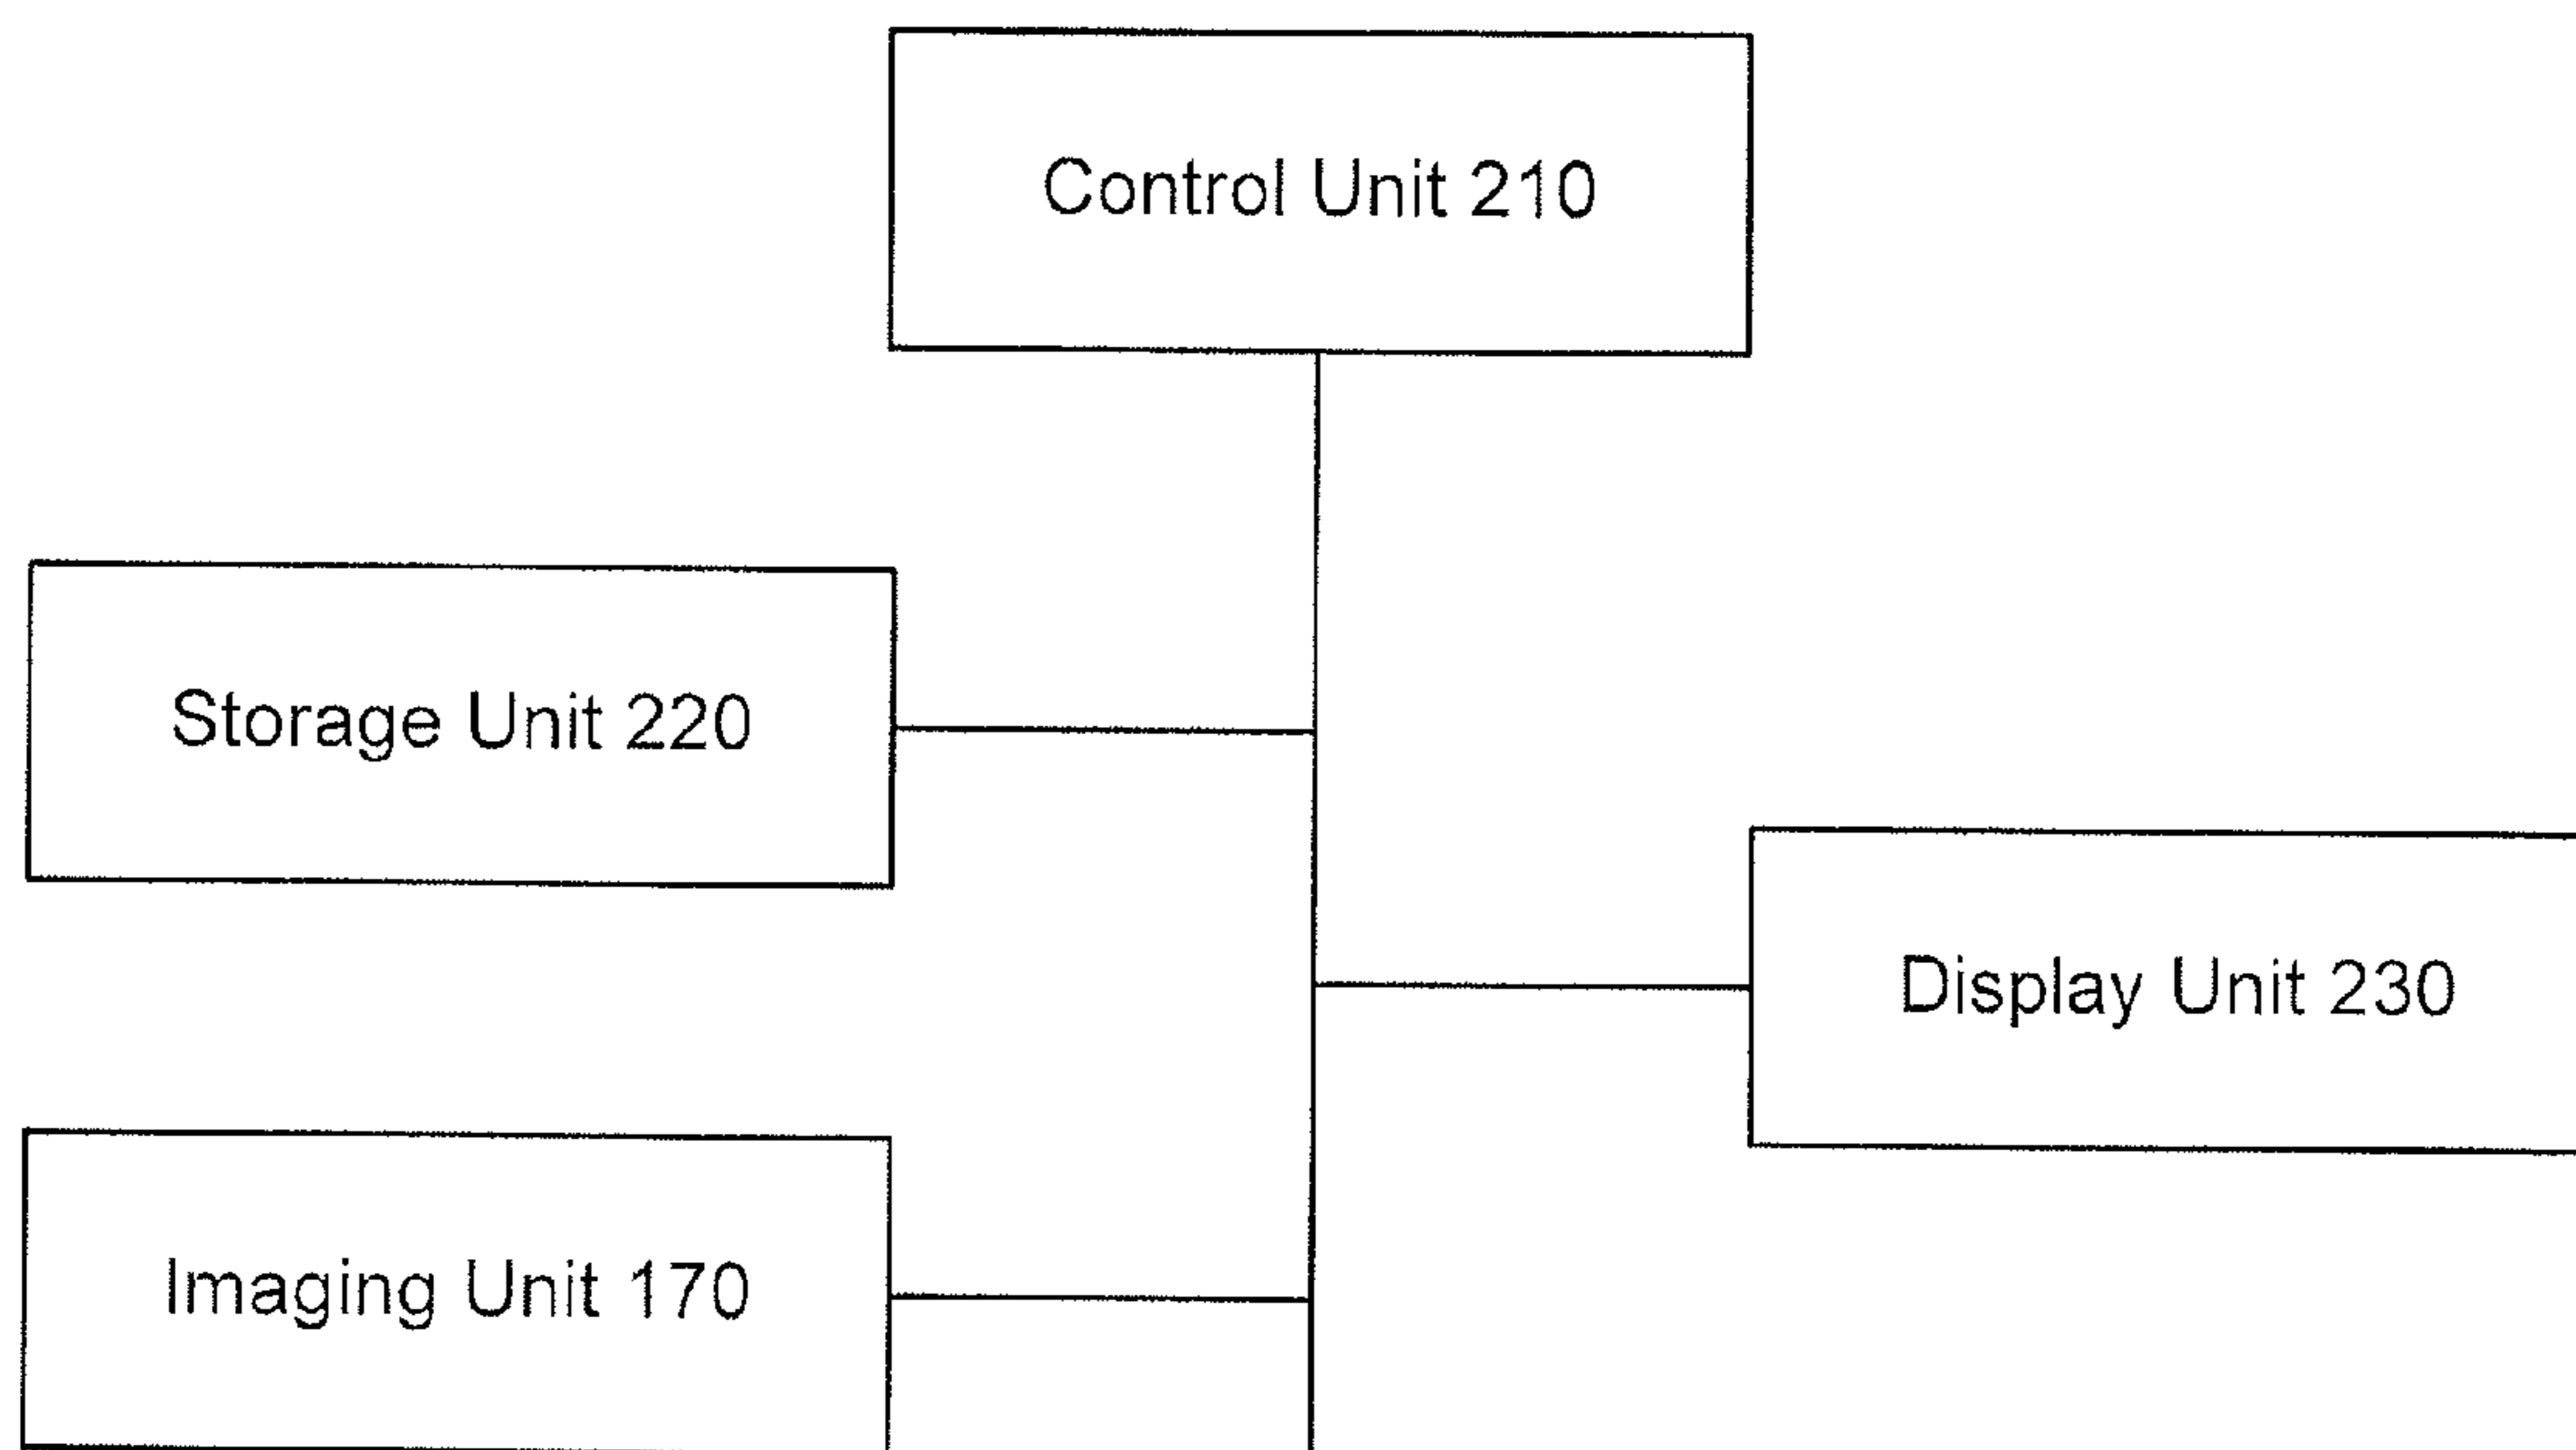 Control Unit 210
Storage Unit 220
Display Unit 230
Imaging Unit 170